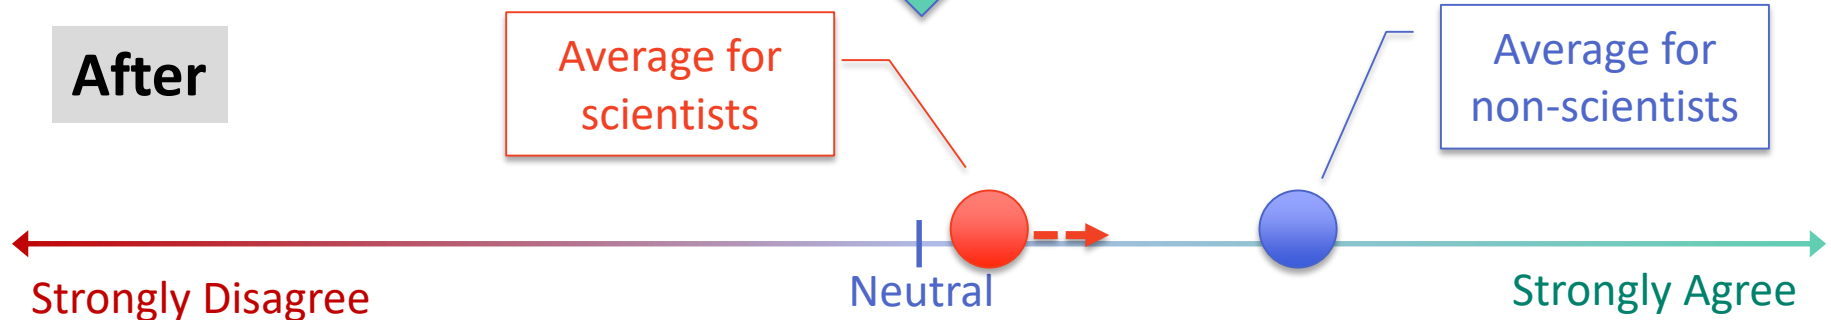 After
Average for
scientists
Average for
non-scientists
Strongly Disagree
Neutral
Strongly Agree